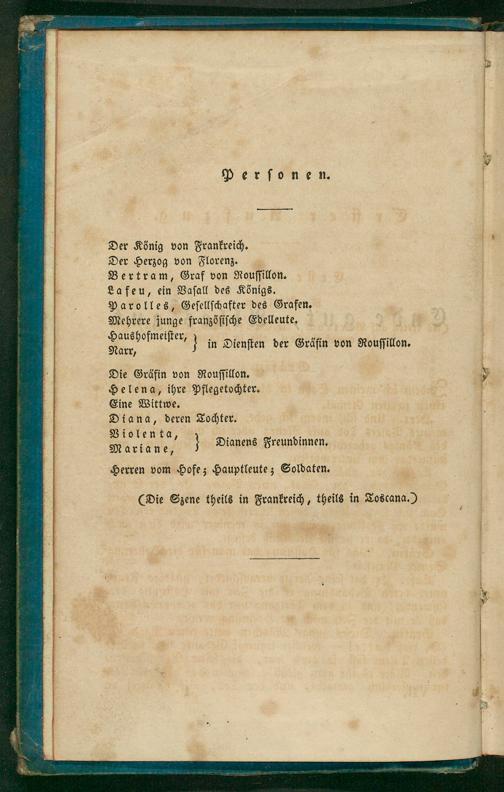 Personen.
Der König von Frankreich.
Der Herzog von Florenz.
Bertram, Graf von Roussillon.
Lafeu, ein Vasall des Königs.
Parolles, Gesellschafter des Grafen.
Mehrere junge französische Edelleute.
Haushofmeister,
Narr,
} in Diensten der Gräfin von Roussillon.
Die Gräfin von Roussillon.
Helena, ihre Pflegetochter.
Eine Wittwe.
Diana, deren Tochter.
Violenta,
Mariane,
} Dianens Freundinnen.
Herren vom Hofe; Hauptleute; Soldaten.
(Die Szene theils in Frankreich, theils in Toscana.)